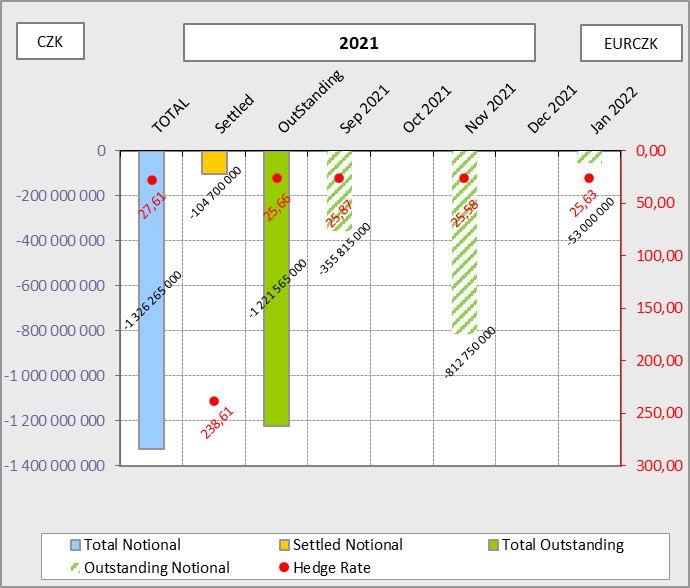 CZK
2021
EURCZK
TOTAL
Settled
OutStanding
Sep 2021
Oct 2021
Nov 2021
Dec 2021
Jan 2022
0
-200 000 000
-400 000 000
-600 000 000
-800 000 000
-1 000 000 000
-1 200 000 000
-1 400 000 000
0,00
50,00
100,00
150,00
200,00
250,00
300,00
27,61
-1 326 265 000
-104 700 000
238,61
25,66
-1 221 565 000
25,87
-355 815 000
25,58
-812 750 000
25,63
-53 000 000
Total Notional
Settled Notional
Total Outstanding
Outstanding Notional
Hedge Rate